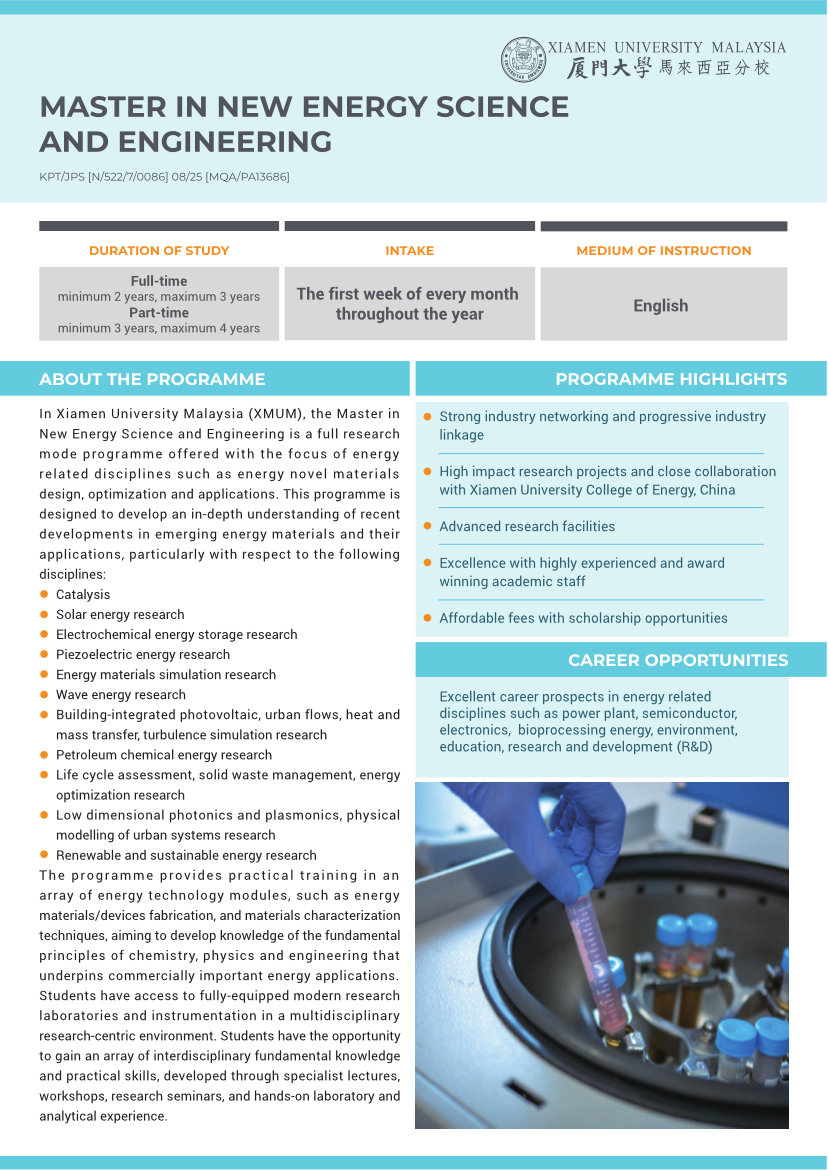 XIAMEN UNIVERSITY MALAYSIA
厦門大學 馬來西亞分校
MASTER IN NEW ENERGY SCIENCE
AND ENGINEERING
KPT/JPS [N/522/7/0086] 08/25 [MQA/PA13686]
DURATION OF STUDY
Full-time
minimum 2 years, maximum 3 years
Part-time
minimum 3 years, maximum 4 years
INTAKE
The first week of every month
throughout the year
MEDIUM OF INSTRUCTION
English
ABOUT THE PROGRAMME
In Xiamen University Malaysia (XMUM), the Master in
New Energy Science and Engineering is a full research
mode programme offered with the focus of energy
related disciplines such as energy novel materials
design, optimization and applications. This programme is
designed to develop an in-depth understanding of recent
developments in emerging energy materials and their
applications, particularly with respect to the following
disciplines:
Catalysis
Solar energy research
Electrochemical energy storage research
Piezoelectric energy research
Energy materials simulation research
Wave energy research
Building-integrated photovoltaic, urban flows, heat and
mass transfer, turbulence simulation research
Petroleum chemical energy research
Life cycle assessment, solid waste management, energy
optimization research
Low dimensional photonics and plasmonics, physical
modelling of urban systems research
Renewable and sustainable energy research
The programme provides practical training in an
array of energy technology modules, such as energy
materials/devices fabrication, and materials characterization
techniques, aiming to develop knowledge of the fundamental
principles of chemistry, physics and engineering that
underpins commercially important energy applications.
Students have access to fully-equipped modern research
laboratories and instrumentation in a multidisciplinary
research-centric environment. Students have the opportunity
to gain an array of interdisciplinary fundamental knowledge
and practical skills, developed through specialist lectures,
workshops, research seminars, and hands-on laboratory and
analytical experience.
PROGRAMME HIGHLIGHTS
Strong industry networking and progressive industry
linkage
High impact research projects and close collaboration
with Xiamen University College of Energy, China
Advanced research facilities
Excellence with highly experienced and award
winning academic staff
Affordable fees with scholarship opportunities
CAREER OPPORTUNITIES
Excellent career prospects in energy related
disciplines such as power plant, semiconductor,
electronics, bioprocessing energy, environment,
education, research and development (R&D)